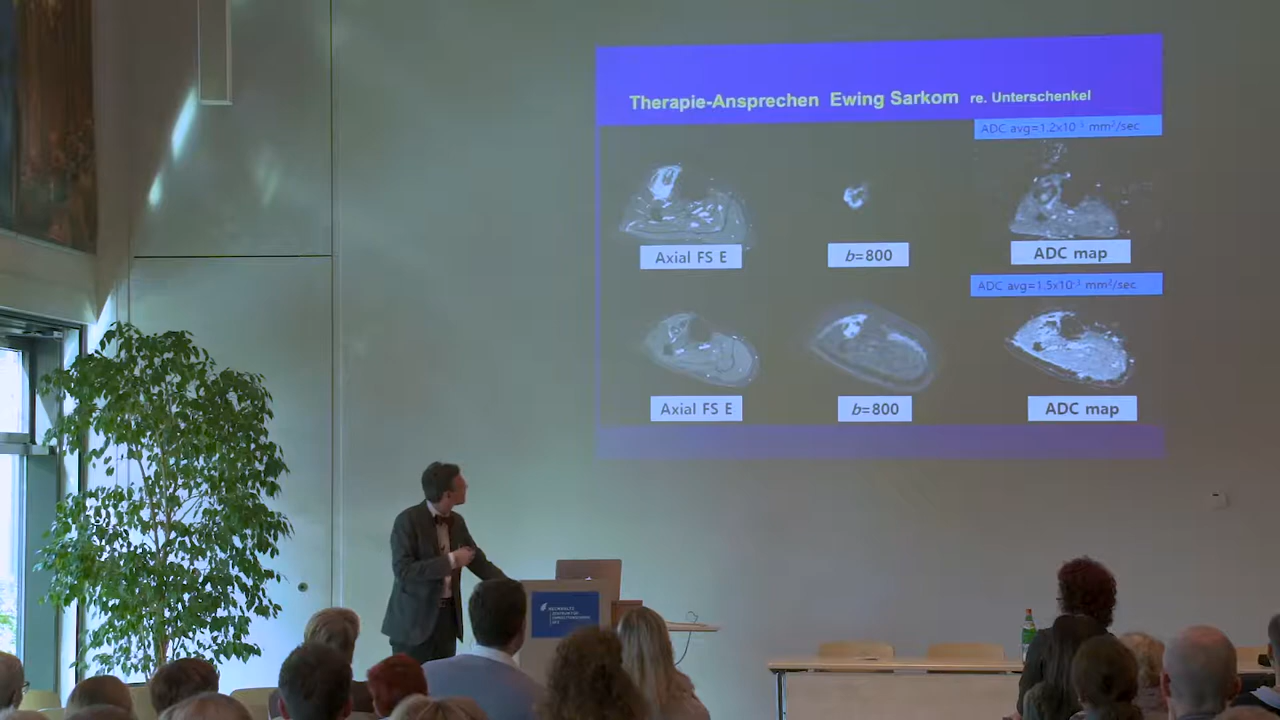 Therapie-Ansprechen Ewing Sarkom re. Unterschenkel
ADC avg=1.2x10⁻³ mm²/sec
Axial FS E
b=800
ADC map
ADC avg=1.5x10⁻³ mm²/sec
Axial FS E
b=800
ADC map